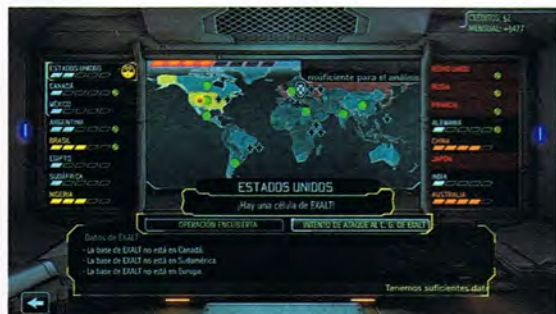 CRÉDITOS: 62
MENSUAL: +$477
ESTADOS UNIDOS
CANADÁ
MÉXICO
ARGENTINA
BRASIL
EGIPTO
SUDÁFRICA
NIGERIA
nsuficiente para el análisis
REINO UNIDO
RUSIA
FRANCIA
ALEMANIA
CHINA
JAPÓN
INDIA
AUSTRALIA
ESTADOS UNIDOS
¡Hay una célula de EXALT!
OPERACIÓN ENCUBIERTA
INTENTO DE ATAQUE AL C. G. DE EXALT
Datos de EXALT
- La base de EXALT no está en Canadá.
- La base de EXALT no está en Sudamérica.
- La base de EXALT no está en Europa.
Tenemos suficientes dato